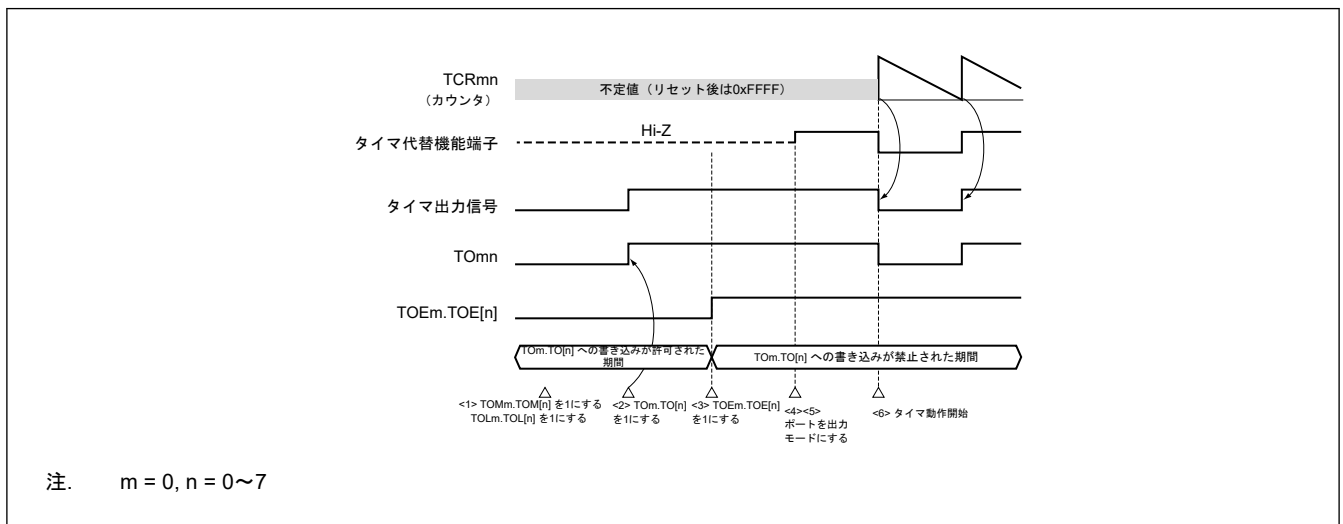 TCRmn
（カウンタ）
不定値（リセット後は0xFFFF）
Hi-Z
タイマ代替機能端子
タイマ出力信号
TOmn
TOEm.TOE[n]
TOm.TO[n] への書き込みが許可された
期間
TOm.TO[n] への書き込みが禁止された期間
<1> TOMm.TOM[n] を1にする
TOLm.TOL[n] を1にする
<2> TOm.TO[n]
を1にする
<3> TOEm.TOE[n]
を1にする
<4><5>
ポートを出力
モードにする
<6> タイマ動作開始
注. m = 0, n = 0～7